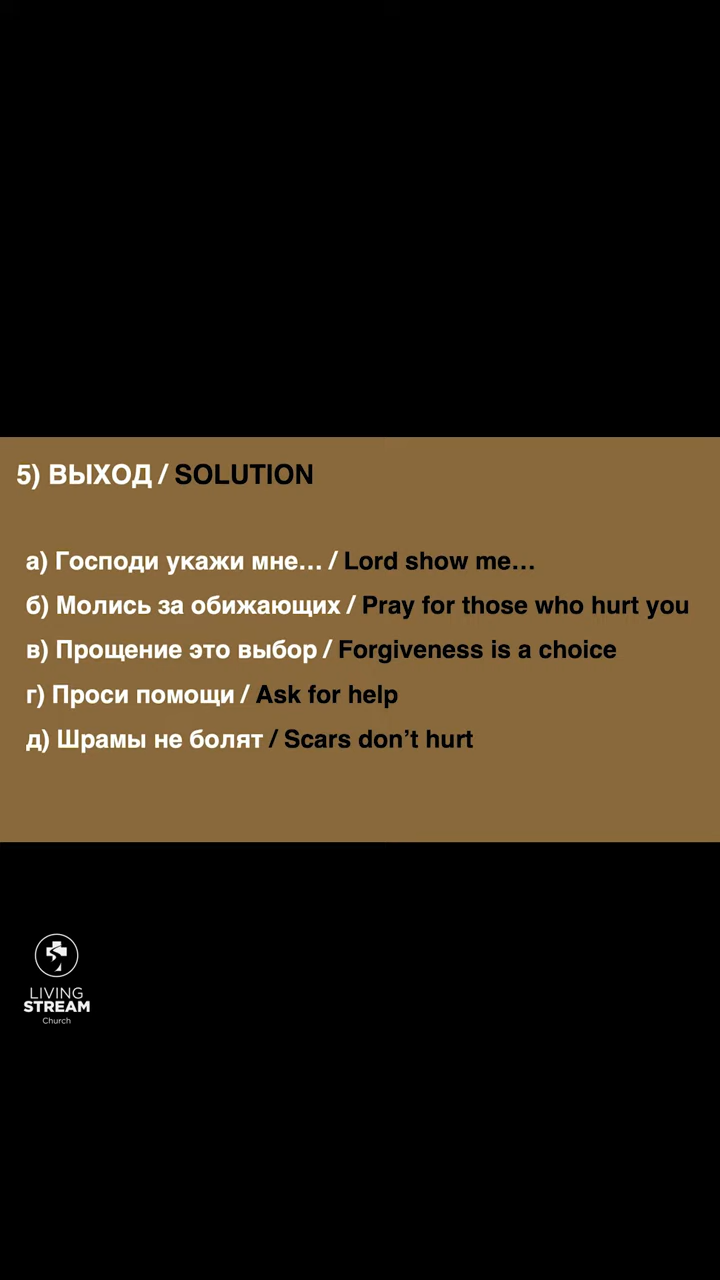 5) ВЫХОД / SOLUTION
а) Господи укажи мне... / Lord show me...
б) Молись за обижающих / Pray for those who hurt you
в) Прощение это выбор / Forgiveness is a choice
г) Проси помощи / Ask for help
д) Шрамы не болят / Scars don’t hurt
LIVING
STREAM
Church